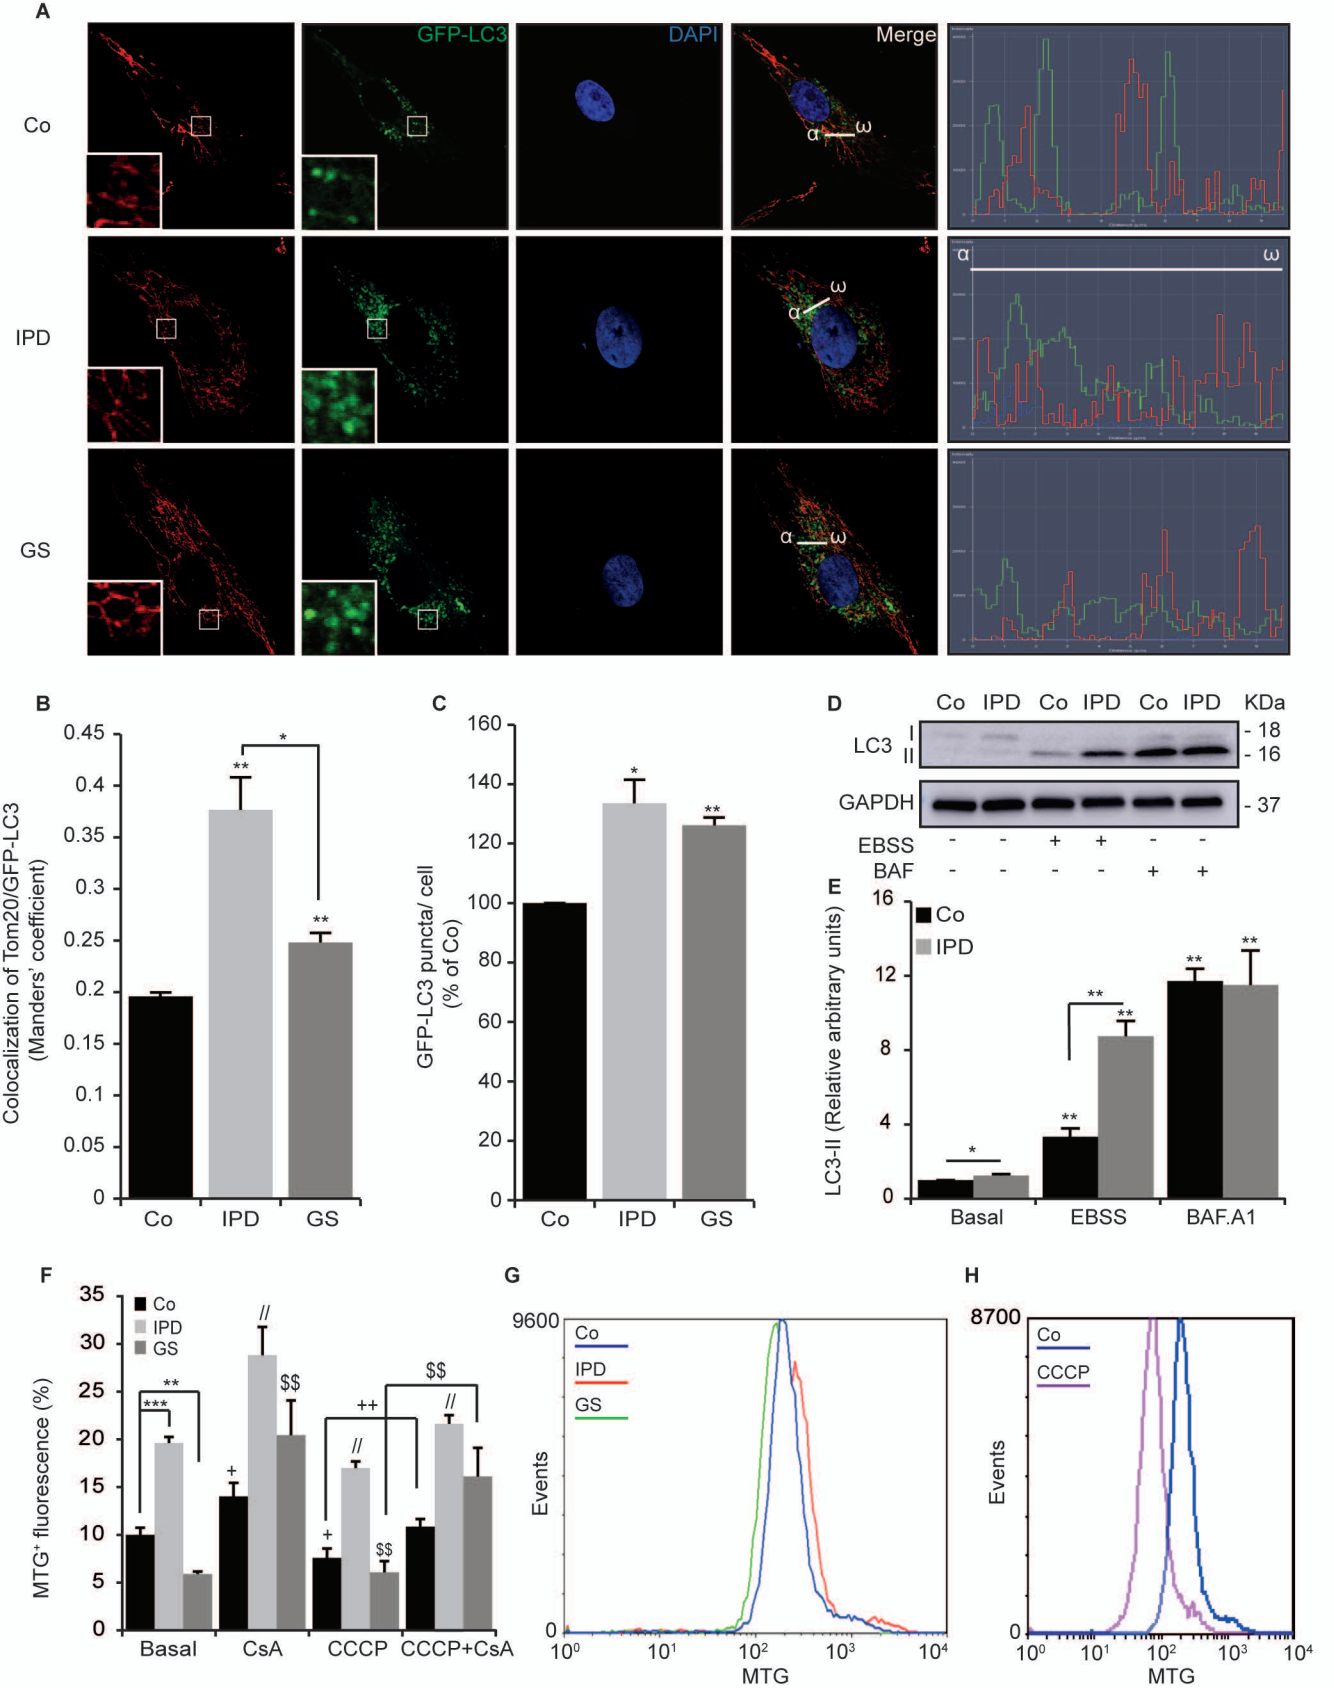 A
GFP-LC3
DAPI
Merge
Co
α
ω
IPD
α
ω
α
ω
GS
α
ω
B
Colocalization of Tom20/GFP-LC3
(Manders' coefficient)
0.45
0.4
0.35
0.3
0.25
0.2
0.15
0.1
0.05
0
**
*
**
Co
IPD
GS
C
GFP-LC3 puncta/ cell
(% of Co)
160
140
120
100
80
60
40
20
0
*
**
Co
IPD
GS
D
Co IPD Co IPD Co IPD KDa
LC3
I
II
- 18
- 16
GAPDH
- 37
EBSS - - + + - -
BAF - - - - + +
E
LC3-II (Relative arbitrary units)
16
12
8
4
0
Co
IPD
*
**
**
**
**
**
Basal
EBSS
BAF.A1
F
MTG+ fluorescence (%)
35
30
25
20
15
10
5
0
Co
IPD
GS
***
**
+
//
$$
+
//
$$
++
$$
//
Basal
CsA
CCCP
CCCP+CsA
G
9600
0
Events
Co
IPD
GS
10⁰
10¹
10²
10³
10⁴
MTG
H
8700
0
Events
Co
CCCP
10⁰
10¹
10²
10³
10⁴
MTG